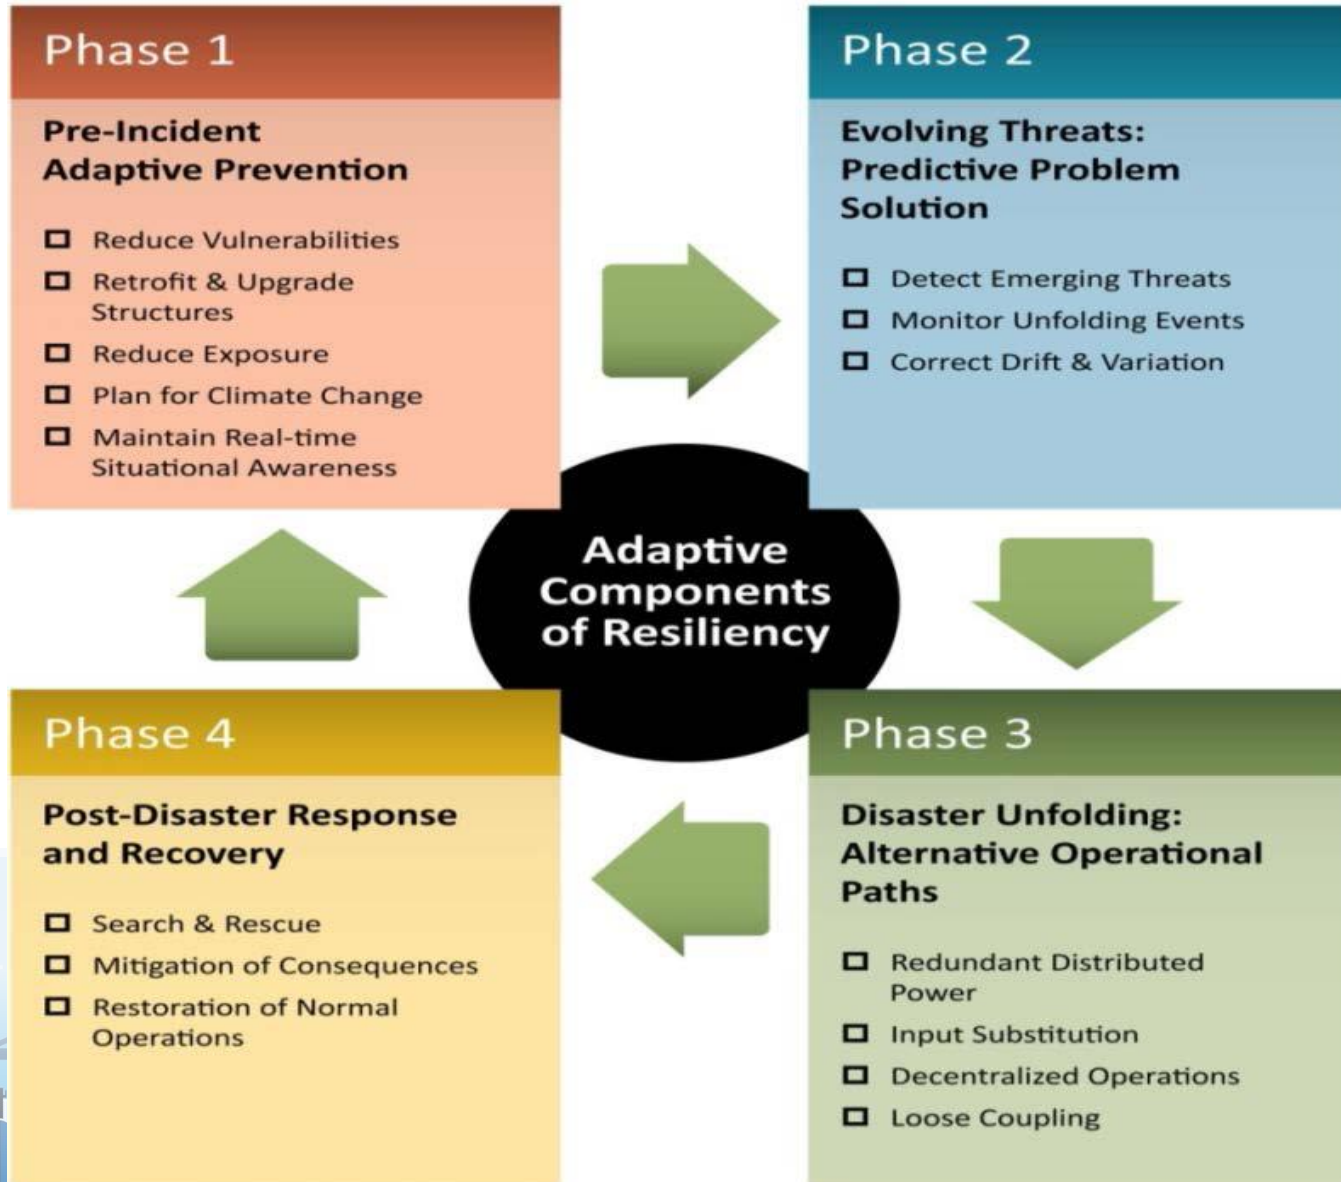 Phase 1
Pre-Incident
Adaptive Prevention
Reduce Vulnerabilities
Retrofit & Upgrade
Structures
Reduce Exposure
Plan for Climate Change
Maintain Real-time
Situational Awareness
Phase 2
Evolving Threats:
Predictive Problem
Solution
Detect Emerging Threats
Monitor Unfolding Events
Correct Drift & Variation
Adaptive
Components
of Resiliency
Phase 3
Disaster Unfolding:
Alternative Operational
Paths
Redundant Distributed
Power
Input Substitution
Decentralized Operations
Loose Coupling
Phase 4
Post-Disaster Response
and Recovery
Search & Rescue
Mitigation of Consequences
Restoration of Normal
Operations